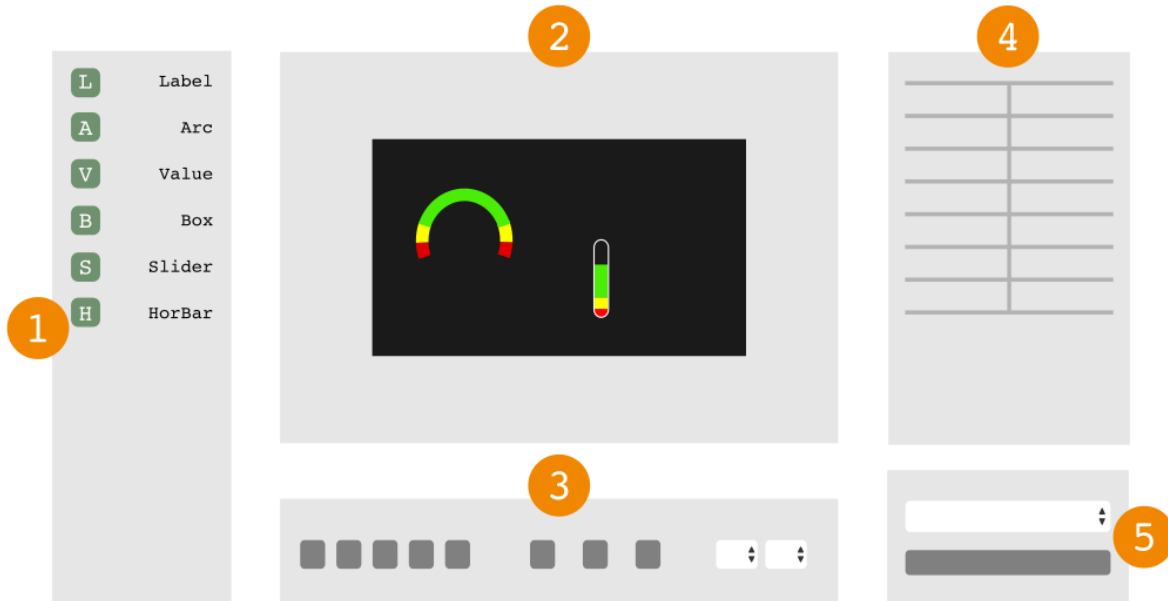 2
4
L Label
A Arc
V Value
B Box
S Slider
H HorBar
1
3
5